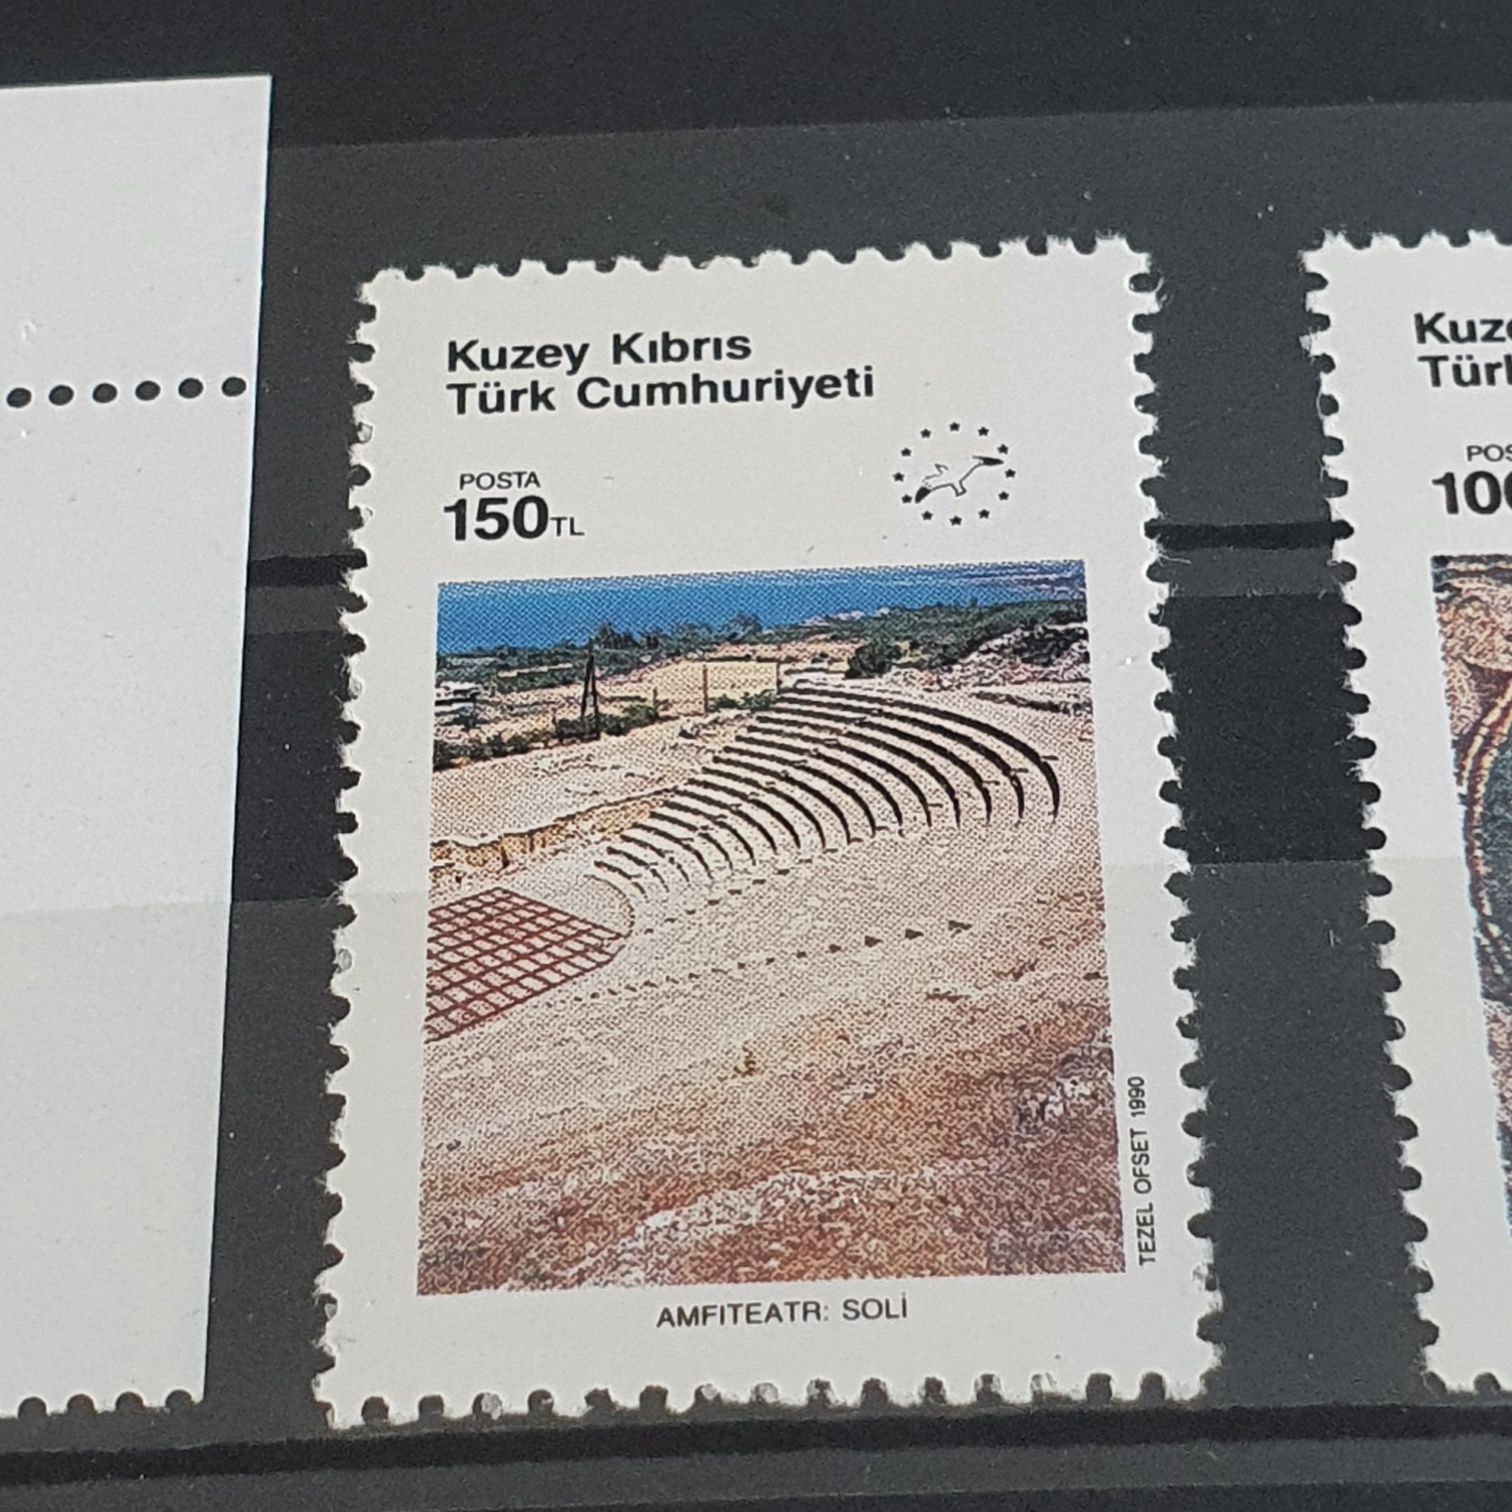 Kuzey Kıbrıs
Türk Cumhuriyeti
POSTA
150TL
TEZEL OFSET 1990
AMFITEATR: SOLİ